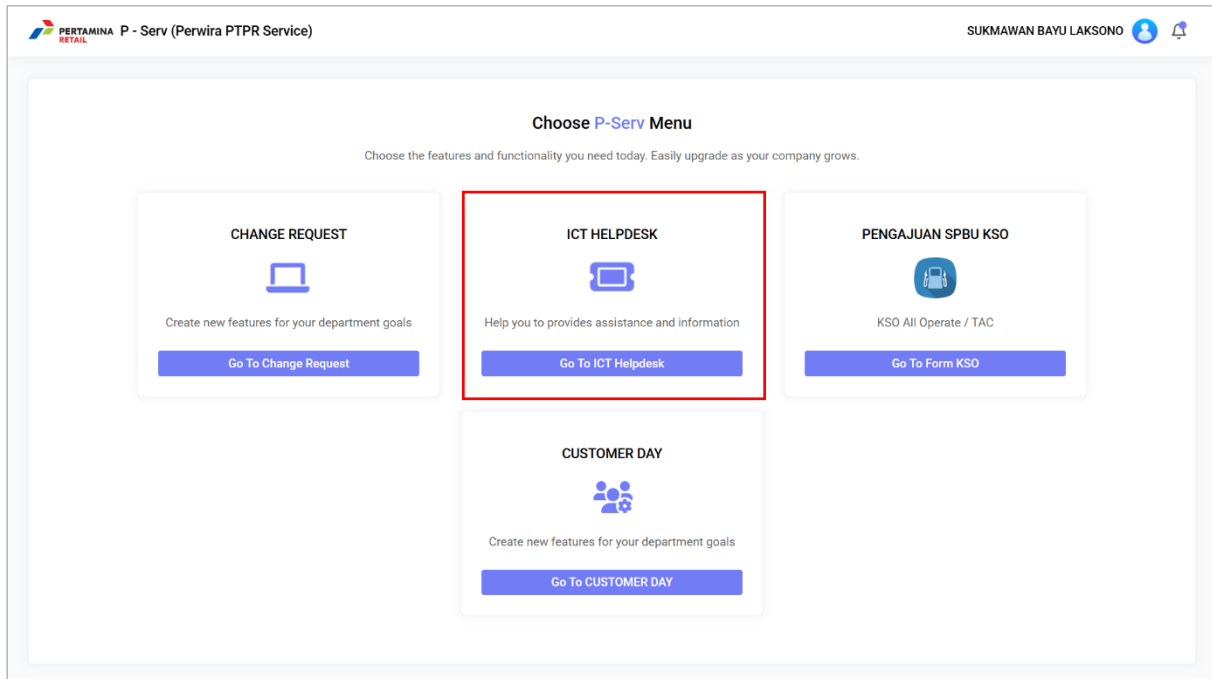 PERTAMINA RETAIL P - Serv (Perwira PTPR Service)
SUKMAWAN BAYU LAKSONO
Choose P-Serv Menu
Choose the features and functionality you need today. Easily upgrade as your company grows.
CHANGE REQUEST
Create new features for your department goals
Go To Change Request
ICT HELPDESK
Help you to provides assistance and information
Go To ICT Helpdesk
PENGAJUAN SPBU KSO
KSO All Operate / TAC
Go To Form KSO
CUSTOMER DAY
Create new features for your department goals
Go To CUSTOMER DAY